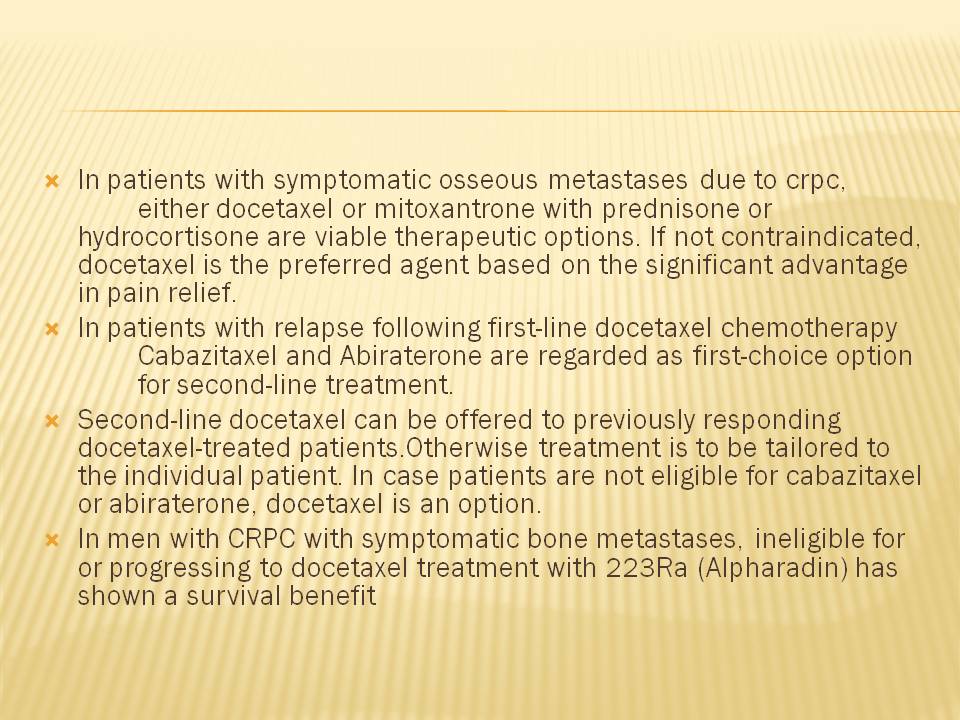 In patients with symptomatic osseous metastases due to crpc,
either docetaxel or mitoxantrone with prednisone or
hydrocortisone are viable therapeutic options. If not contraindicated,
docetaxel is the preferred agent based on the significant advantage
in pain relief.
In patients with relapse following first-line docetaxel chemotherapy
Cabazitaxel and Abiraterone are regarded as first-choice option
for second-line treatment.
Second-line docetaxel can be offered to previously responding
docetaxel-treated patients.Otherwise treatment is to be tailored to
the individual patient. In case patients are not eligible for cabazitaxel
or abiraterone, docetaxel is an option.
In men with CRPC with symptomatic bone metastases, ineligible for
or progressing to docetaxel treatment with 223Ra (Alpharadin) has
shown a survival benefit